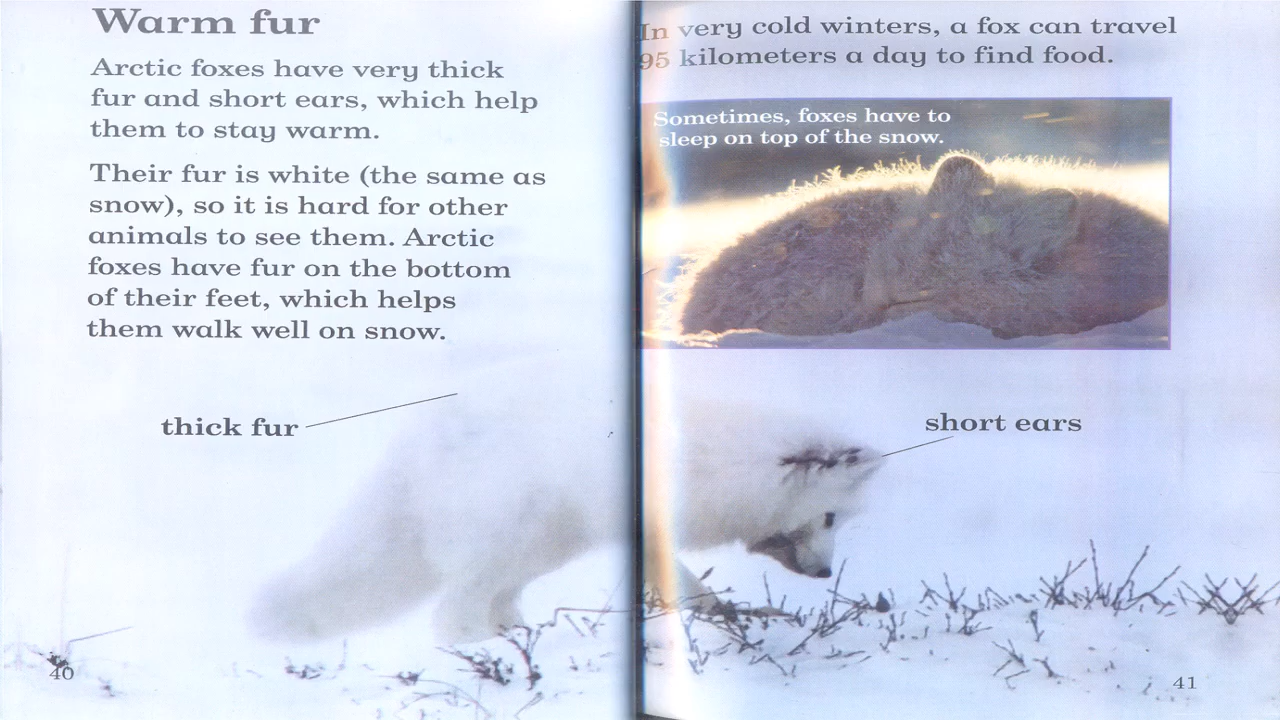 Warm fur
Arctic foxes have very thick
fur and short ears, which help
them to stay warm.
Their fur is white (the same as
snow), so it is hard for other
animals to see them. Arctic
foxes have fur on the bottom
of their feet, which helps
them walk well on snow.
thick fur
40
In very cold winters, a fox can travel
95 kilometers a day to find food.
Sometimes, foxes have to
sleep on top of the snow.
short ears
41